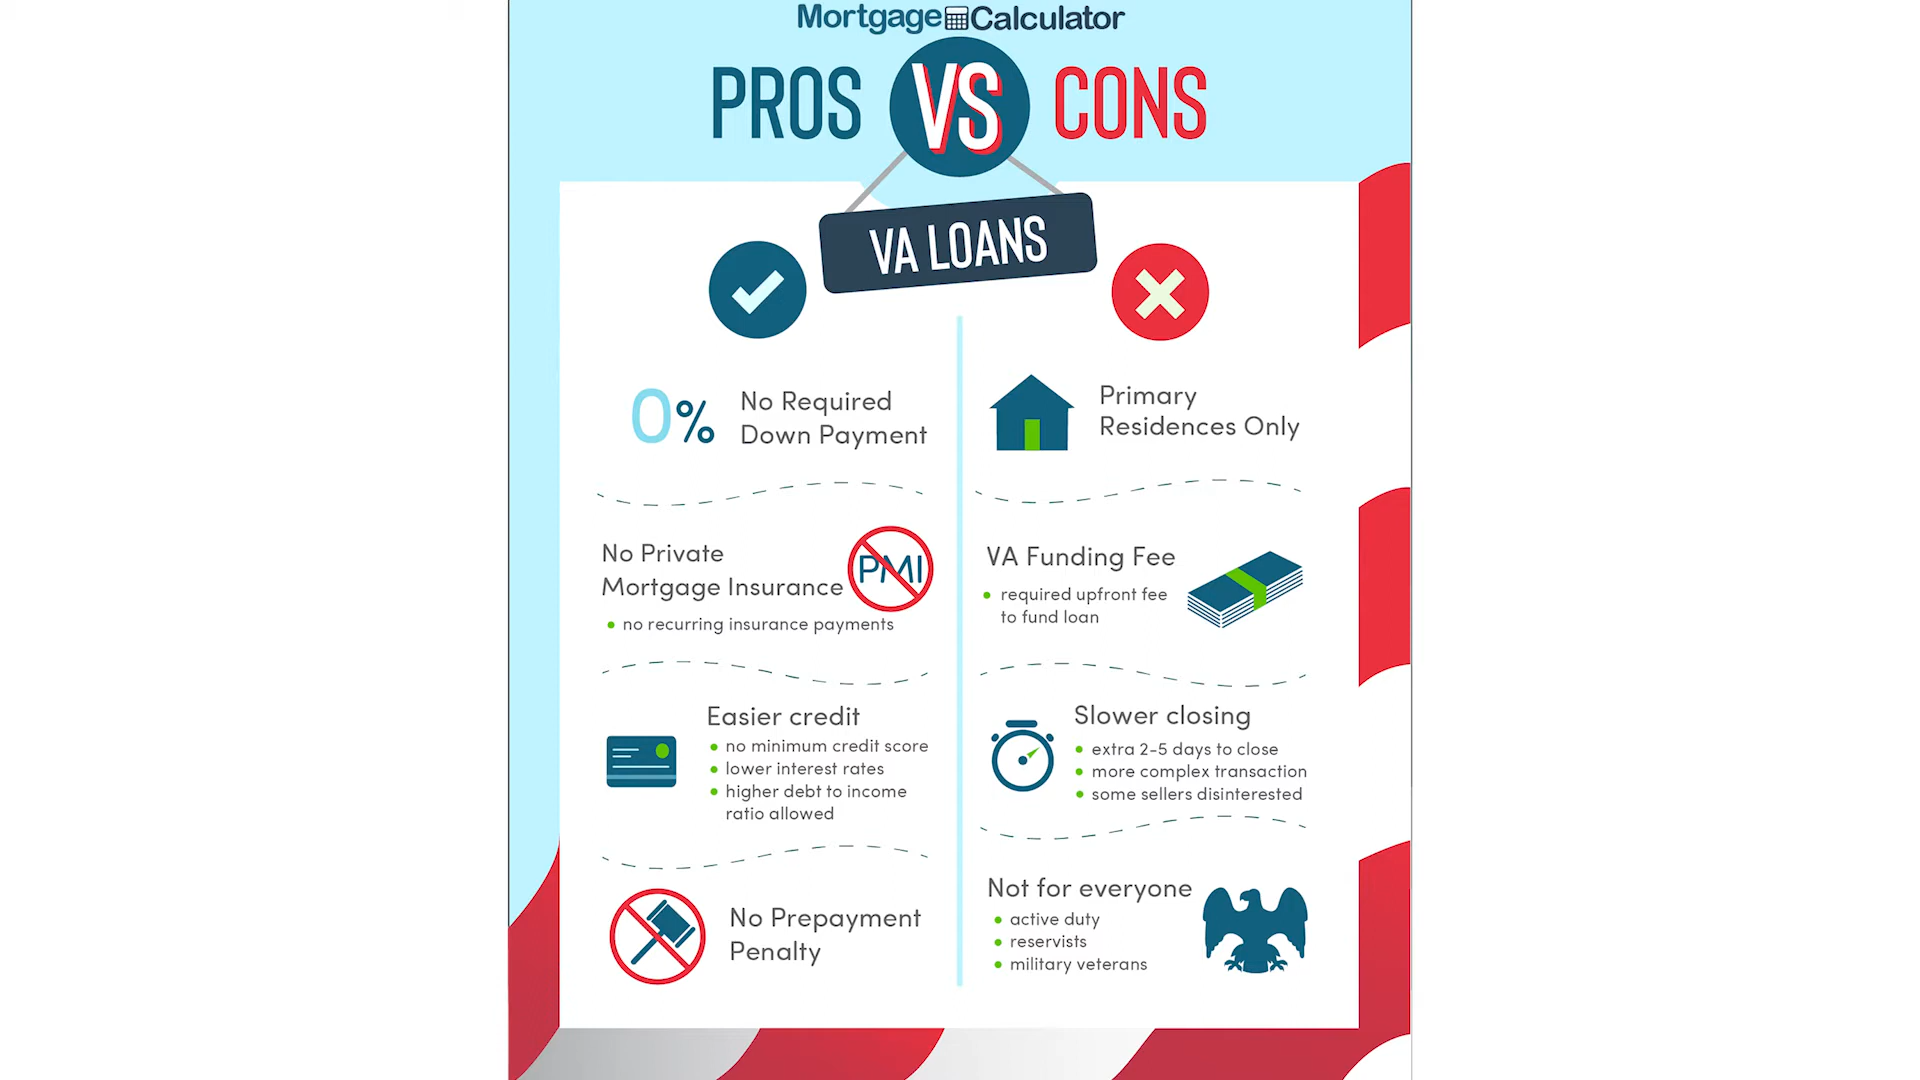 Mortgage Calculator
PROS VS CONS
VA LOANS
0%
No Required
Down Payment
No Private
Mortgage Insurance
PMI
no recurring insurance payments
Easier credit
no minimum credit score
lower interest rates
higher debt to income
ratio allowed
No Prepayment
Penalty
Primary
Residences Only
VA Funding Fee
required upfront fee
to fund loan
Slower closing
extra 2-5 days to close
more complex transaction
some sellers disinterested
Not for everyone
active duty
reservists
military veterans